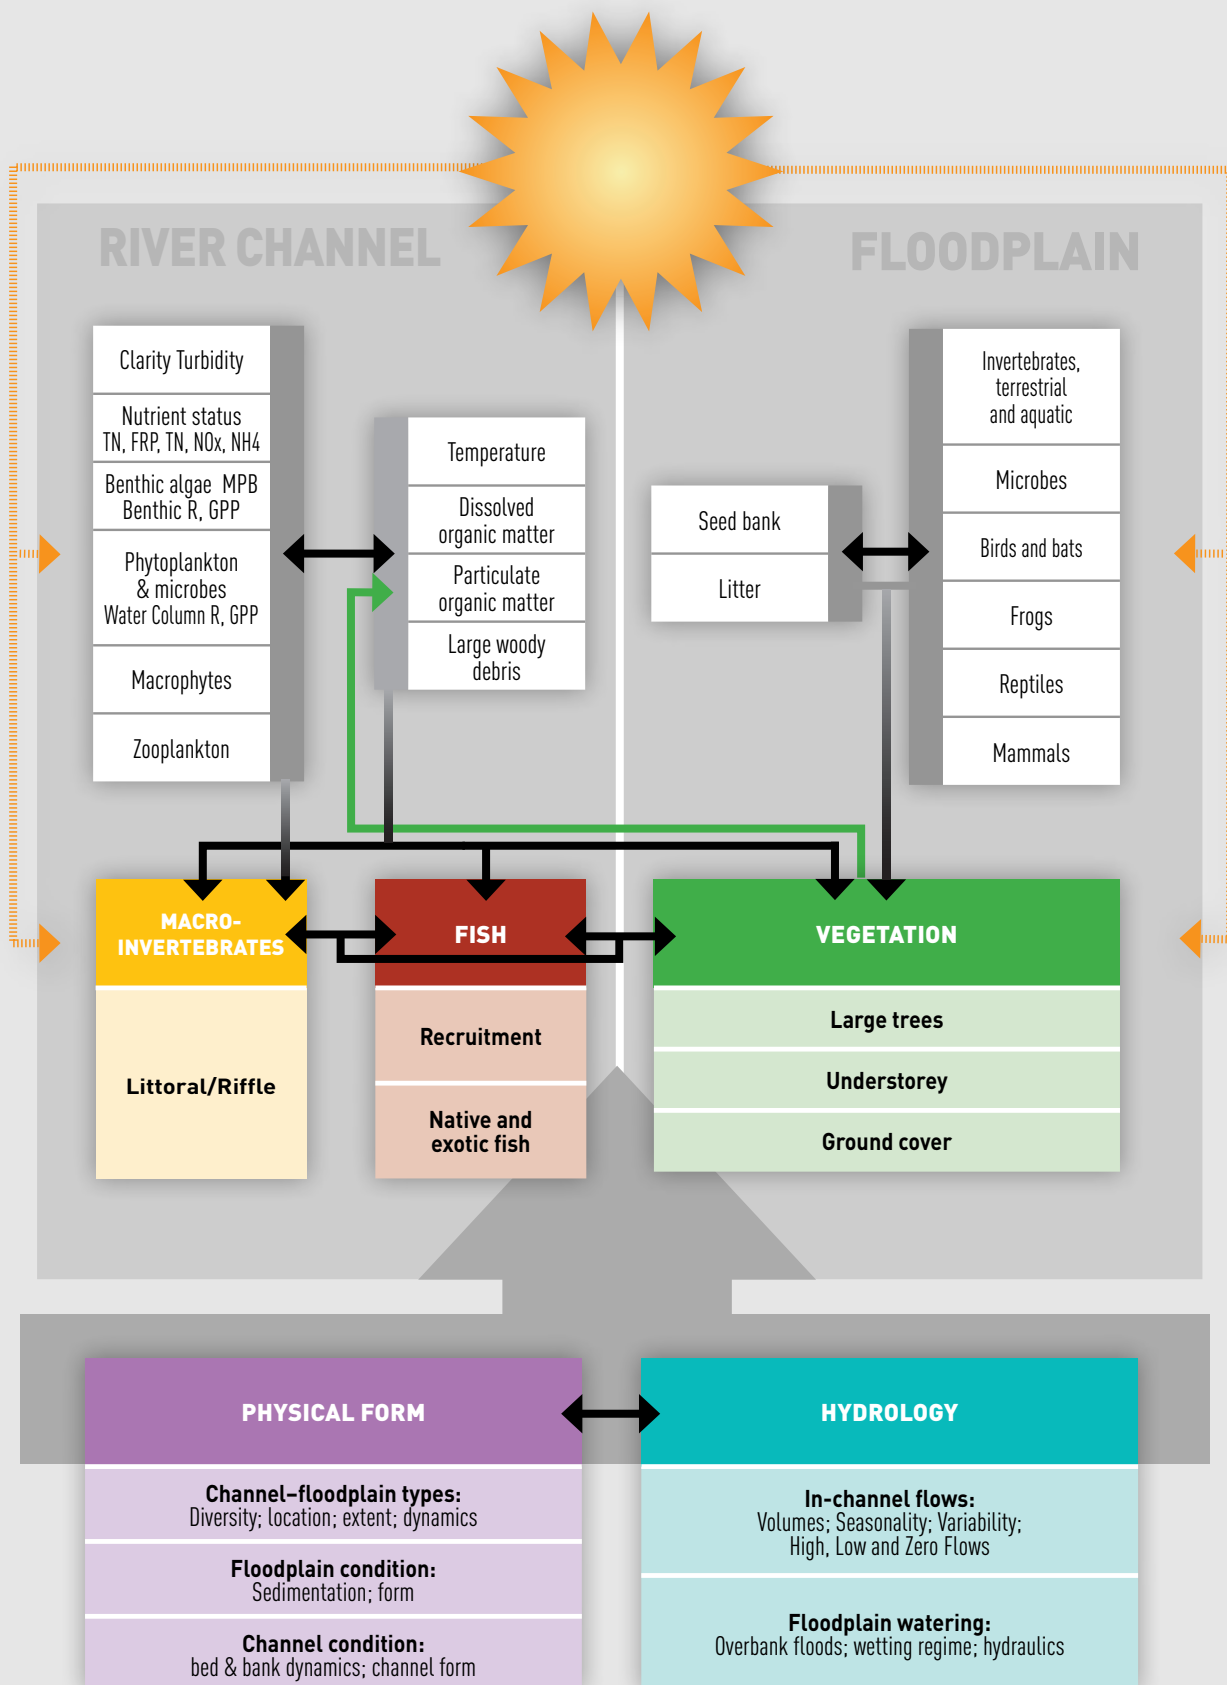 RIVER CHANNEL
FLOODPLAIN
Clarity Turbidity
Nutrient status
TN, FRP, TN, NOx, NH4
Benthic algae MPB
Benthic R, GPP
Phytoplankton
& microbes
Water Column R, GPP
Macrophytes
Zooplankton
Temperature
Dissolved
organic matter
Particulate
organic matter
Large woody
debris
Seed bank
Litter
Invertebrates,
terrestrial
and aquatic
Microbes
Birds and bats
Frogs
Reptiles
Mammals
MACRO-
INVERTEBRATES
Littoral/Riffle
FISH
Recruitment
Native and
exotic fish
VEGETATION
Large trees
Understorey
Ground cover
PHYSICAL FORM
Channel–floodplain types:
Diversity; location; extent; dynamics
Floodplain condition:
Sedimentation; form
Channel condition:
bed & bank dynamics; channel form
HYDROLOGY
In-channel flows:
Volumes; Seasonality; Variability;
High, Low and Zero Flows
Floodplain watering:
Overbank floods; wetting regime; hydraulics